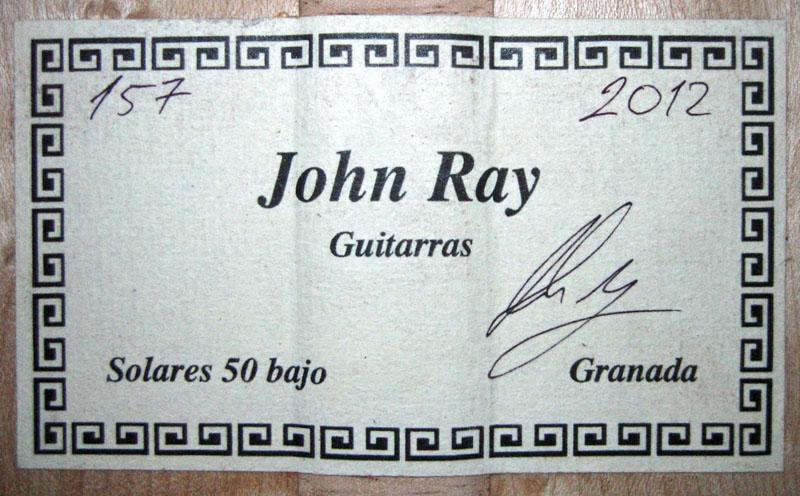 157 2012
John Ray
Guitarras
Solares 50 bajo Granada